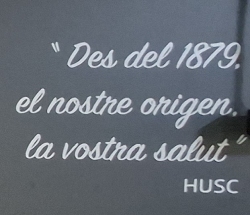 “Des del 1879,
el nostre origen,
la vostra salut”
HUSC